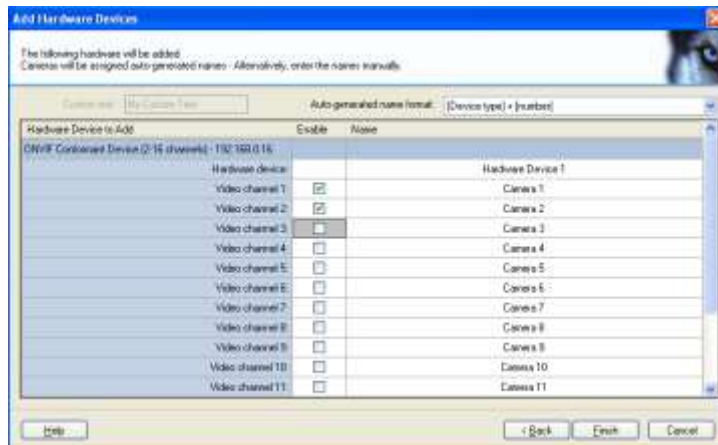 Add Hardware Devices
The following hardware will be added.
Cameras will be assigned auto-generated names - Alternatively, enter the names manually.
Custom text: My Custom Text Auto-generated name format: [Device type] + [number]
Hardware Device to Add Enable Name
ONVIF Conformant Device (2-16 channels) - 192.168.0.16
Hardware device: Hardware Device 1
Video channel 1: Camera 1
Video channel 2: Camera 2
Video channel 3: Camera 3
Video channel 4: Camera 4
Video channel 5: Camera 5
Video channel 6: Camera 6
Video channel 7: Camera 7
Video channel 8: Camera 8
Video channel 9: Camera 9
Video channel 10: Camera 10
Video channel 11: Camera 11
Help < Back Finish Cancel